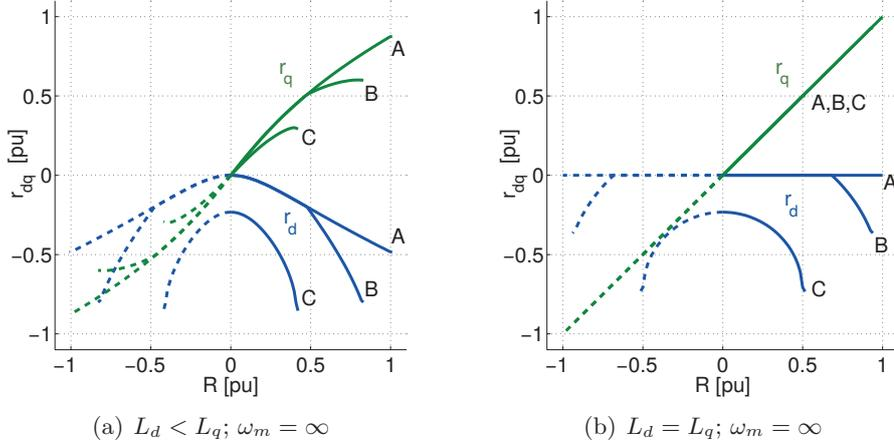 1
0.5
0
−0.5
−1
r_dq [pu]
r_q
A
B
C
r_d
A
B
C
−1
−0.5
0
0.5
1
R [pu]
(a) L_d < L_q; ω_m = ∞
1
0.5
0
−0.5
−1
r_dq [pu]
r_q
A,B,C
A
r_d
B
C
−1
−0.5
0
0.5
1
R [pu]
(b) L_d = L_q; ω_m = ∞